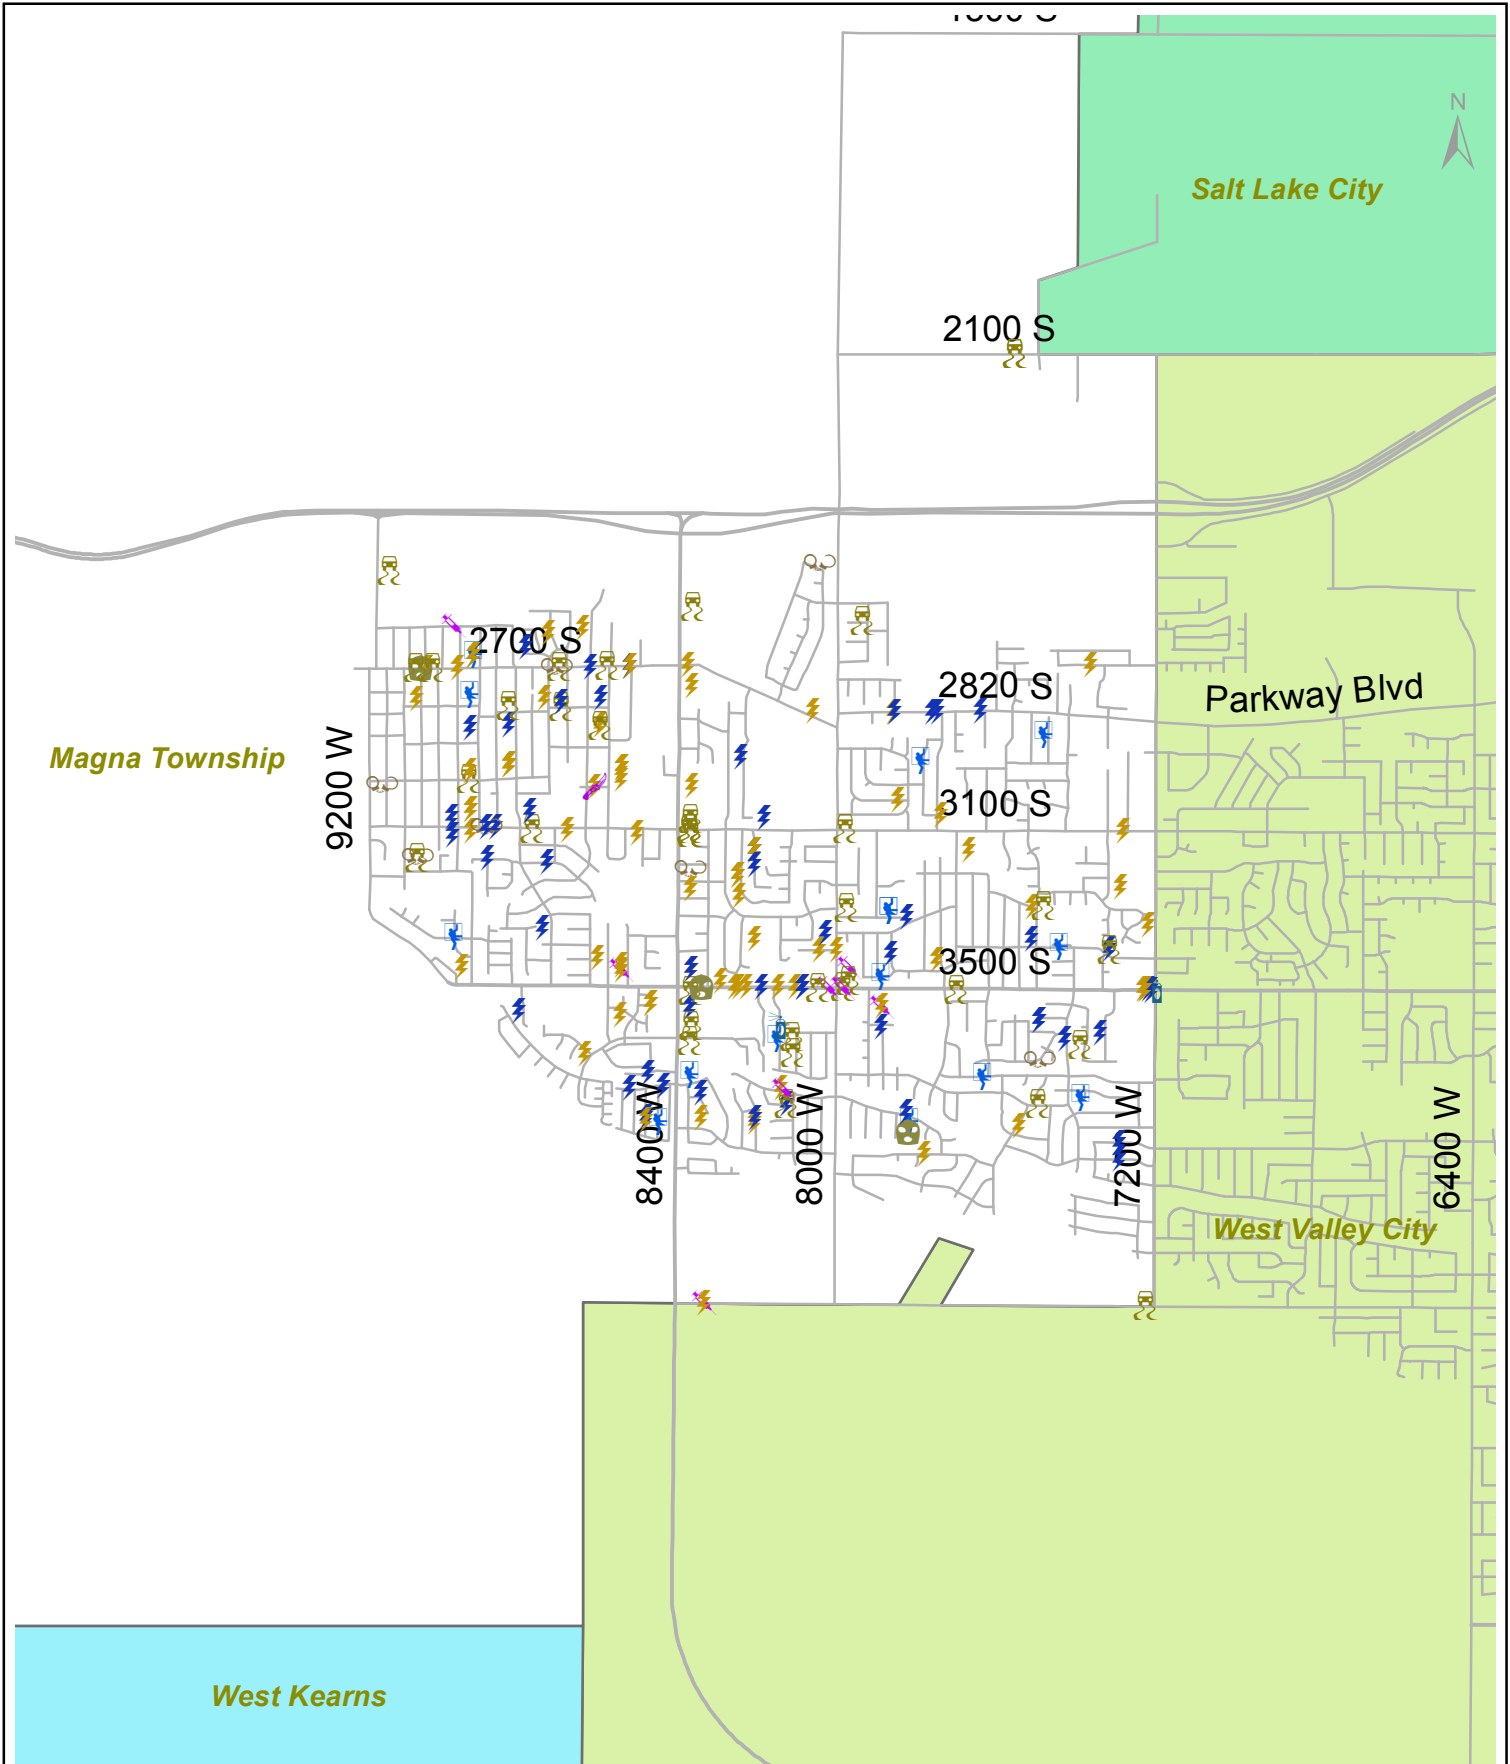 N
Salt Lake City
2100 S
2700 S
2820 S
Parkway Blvd
Magna Township
9200 W
3100 S
3500 S
8400 W
8000 W
7200 W
6400 W
West Valley City
West Kearns